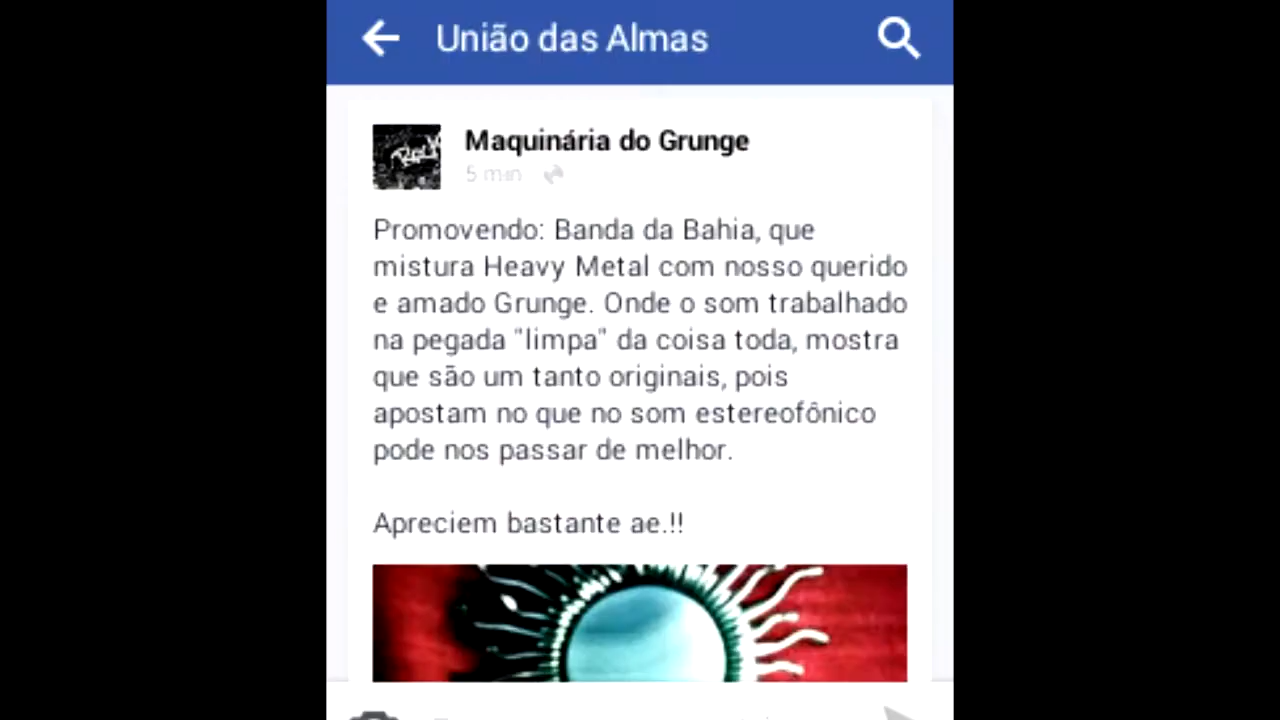 União das Almas
Maquinária do Grunge
5 min
Promovendo: Banda da Bahia, que
mistura Heavy Metal com nosso querido
e amado Grunge. Onde o som trabalhado
na pegada "limpa" da coisa toda, mostra
que são um tanto originais, pois
apostam no que no som estereofônico
pode nos passar de melhor.
Apreciem bastante ae.!!